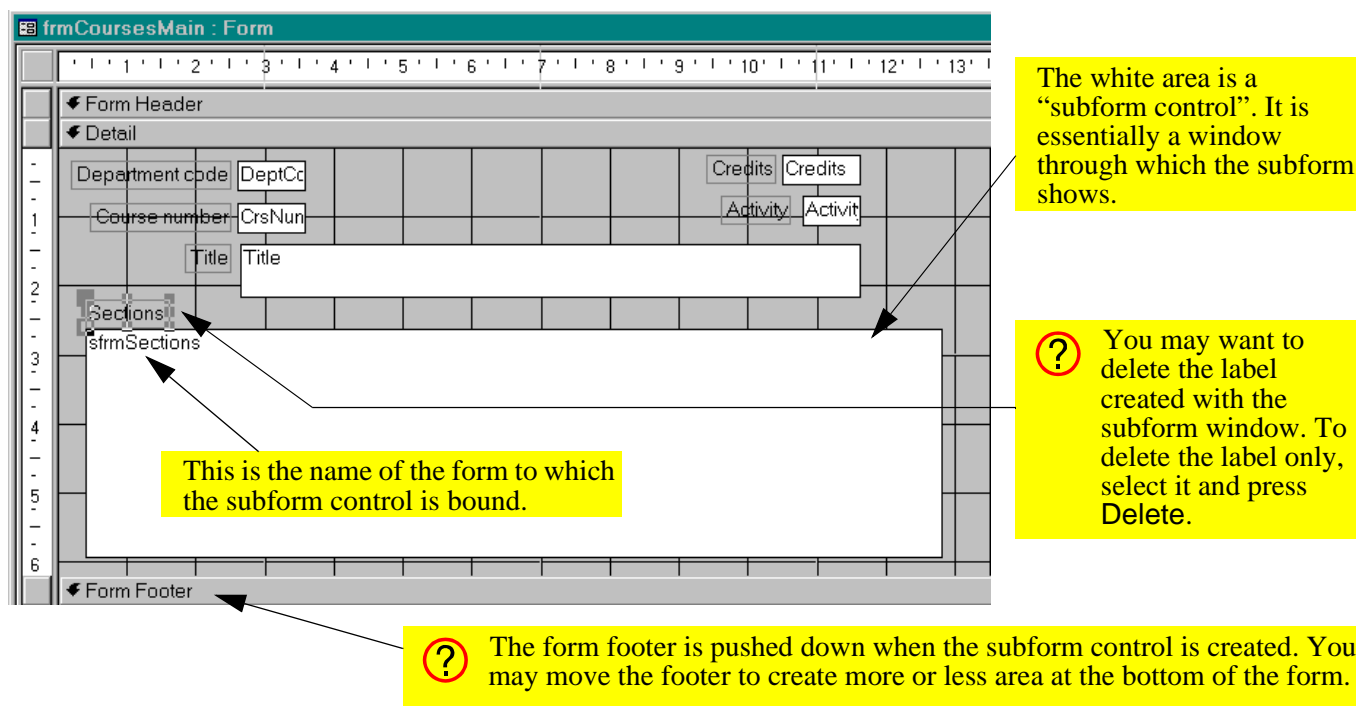 frmCoursesMain : Form
1 2 3 4 5 6 7 8 9 10 11 12 13
Form Header
Detail
Department code DeptCo
Credits Credits
Course number CrsNun
Activity Activit
Title Title
Sections
sfrmSections
1
2
3
4
5
6
Form Footer
The white area is a
“subform control”. It is
essentially a window
through which the subform
shows.
? You may want to
delete the label
created with the
subform window. To
delete the label only,
select it and press
Delete.
This is the name of the form to which
the subform control is bound.
? The form footer is pushed down when the subform control is created. You
may move the footer to create more or less area at the bottom of the form.